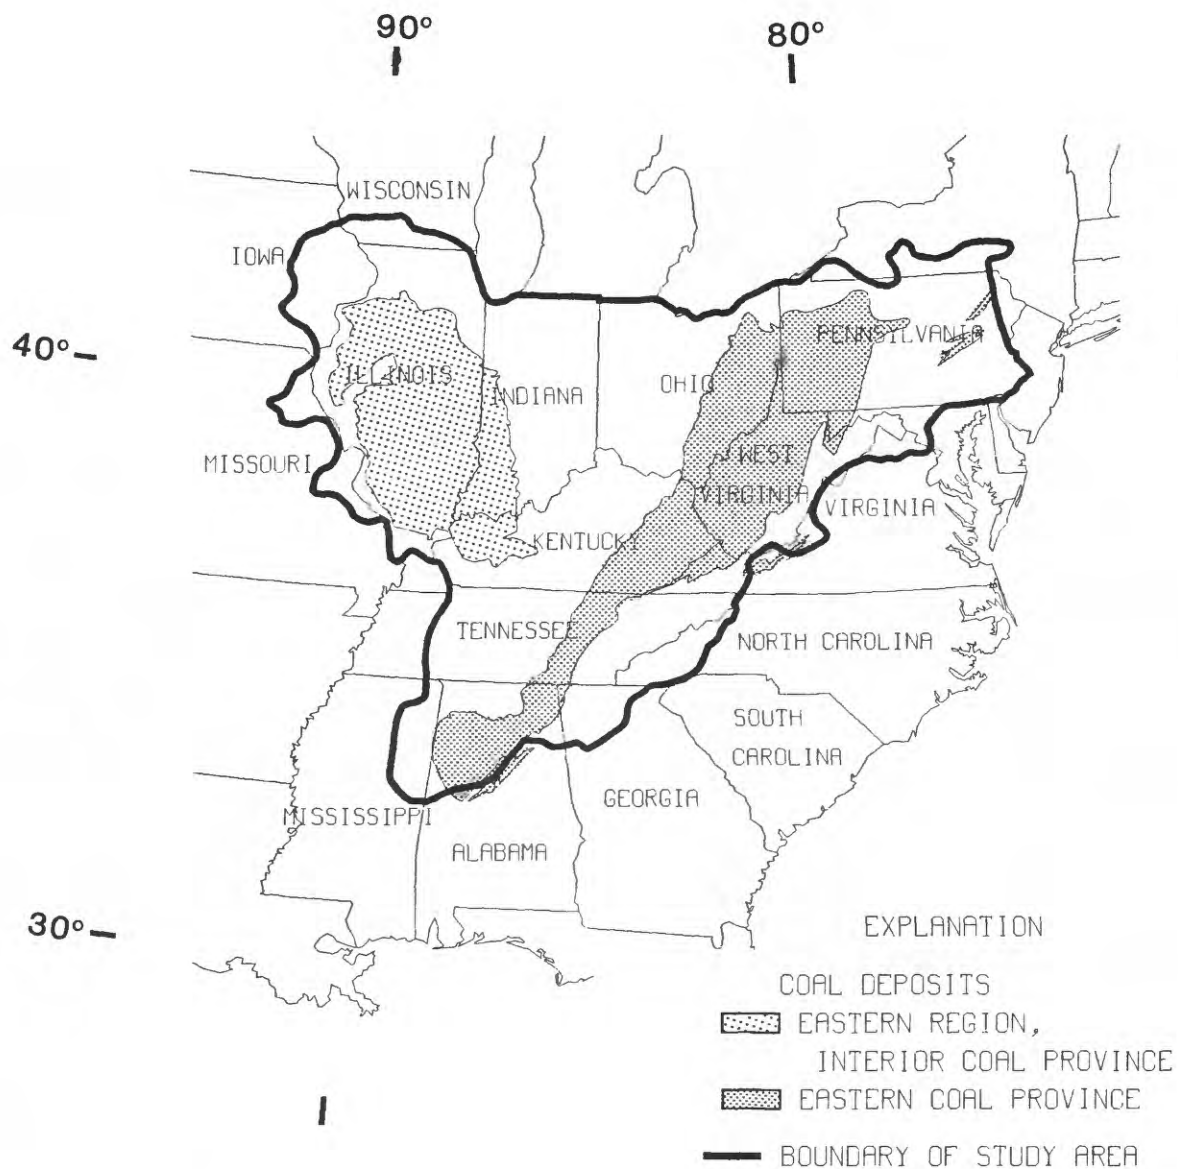 90°
80°
WISCONSIN
IOWA
40°
PENNSYLVANIA
ILLINOIS
INDIANA
OHIO
MISSOURI
WEST
VIRGINIA
VIRGINIA
KENTUCKY
TENNESSEE
NORTH CAROLINA
SOUTH
CAROLINA
GEORGIA
MISSISSIPPI
ALABAMA
30°
EXPLANATION
COAL DEPOSITS
EASTERN REGION,
INTERIOR COAL PROVINCE
EASTERN COAL PROVINCE
BOUNDARY OF STUDY AREA